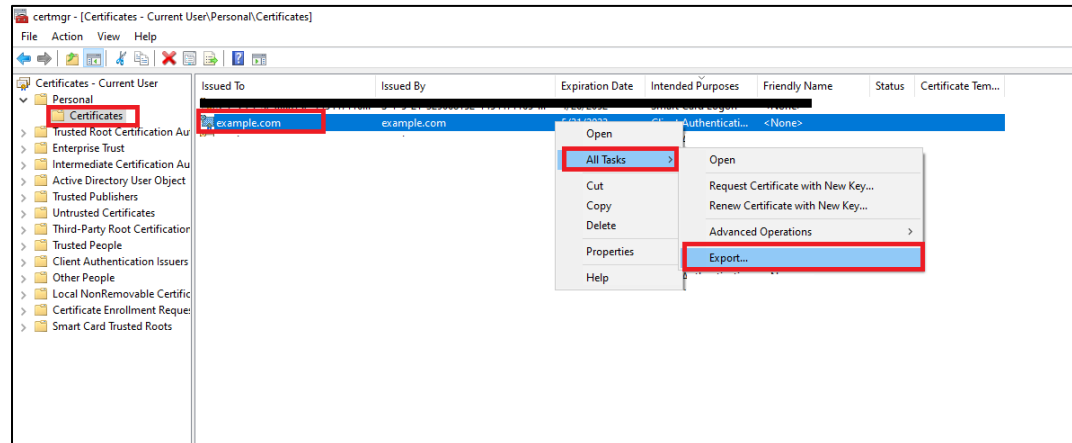 certmgr - [Certificates - Current User\Personal\Certificates]
File Action View Help
Certificates - Current User
Personal
Certificates
Trusted Root Certification Au
Enterprise Trust
Intermediate Certification Au
Active Directory User Object
Trusted Publishers
Untrusted Certificates
Third-Party Root Certification
Trusted People
Client Authentication Issuers
Other People
Local NonRemovable Certific
Certificate Enrollment Reque
Smart Card Trusted Roots
Issued To Issued By Expiration Date Intended Purposes Friendly Name Status Certificate Tem...
example.com example.com Client Authenticati... <None>
Open
All Tasks
Cut
Copy
Delete
Properties
Help
Open
Request Certificate with New Key...
Renew Certificate with New Key...
Advanced Operations
Export...